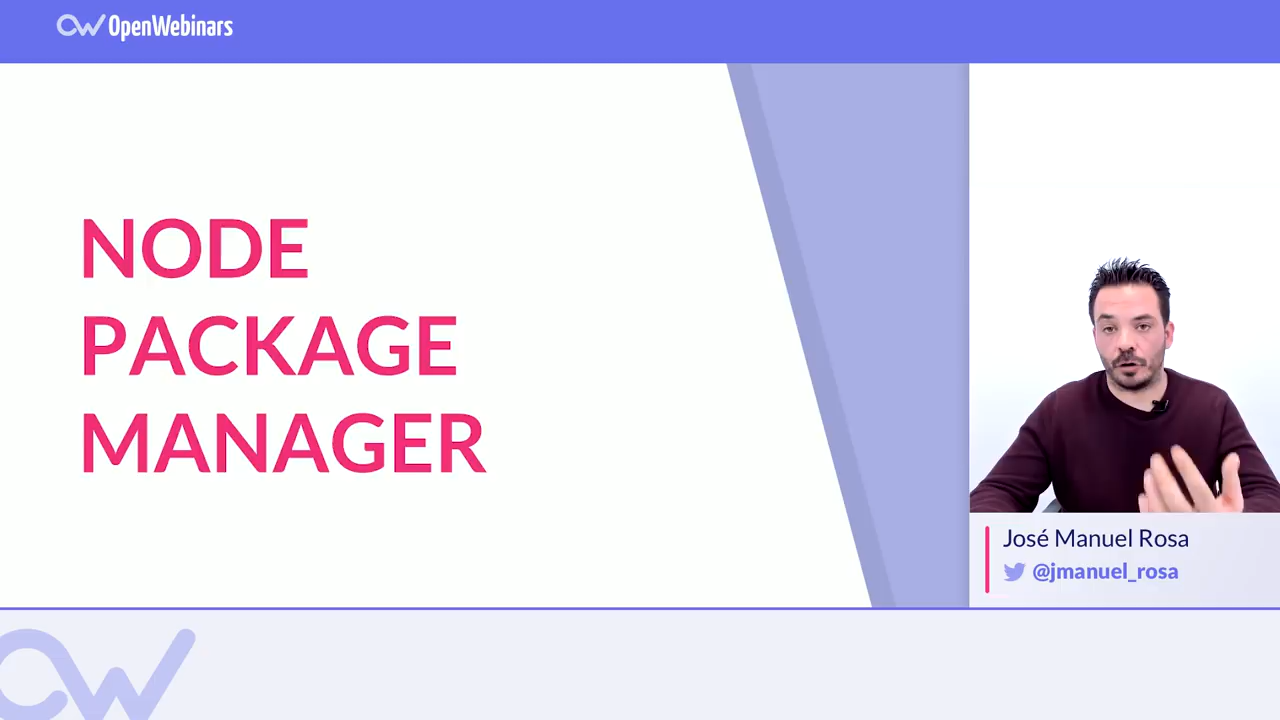 OpenWebinars
NODE
PACKAGE
MANAGER
José Manuel Rosa
@jmanuel_rosa